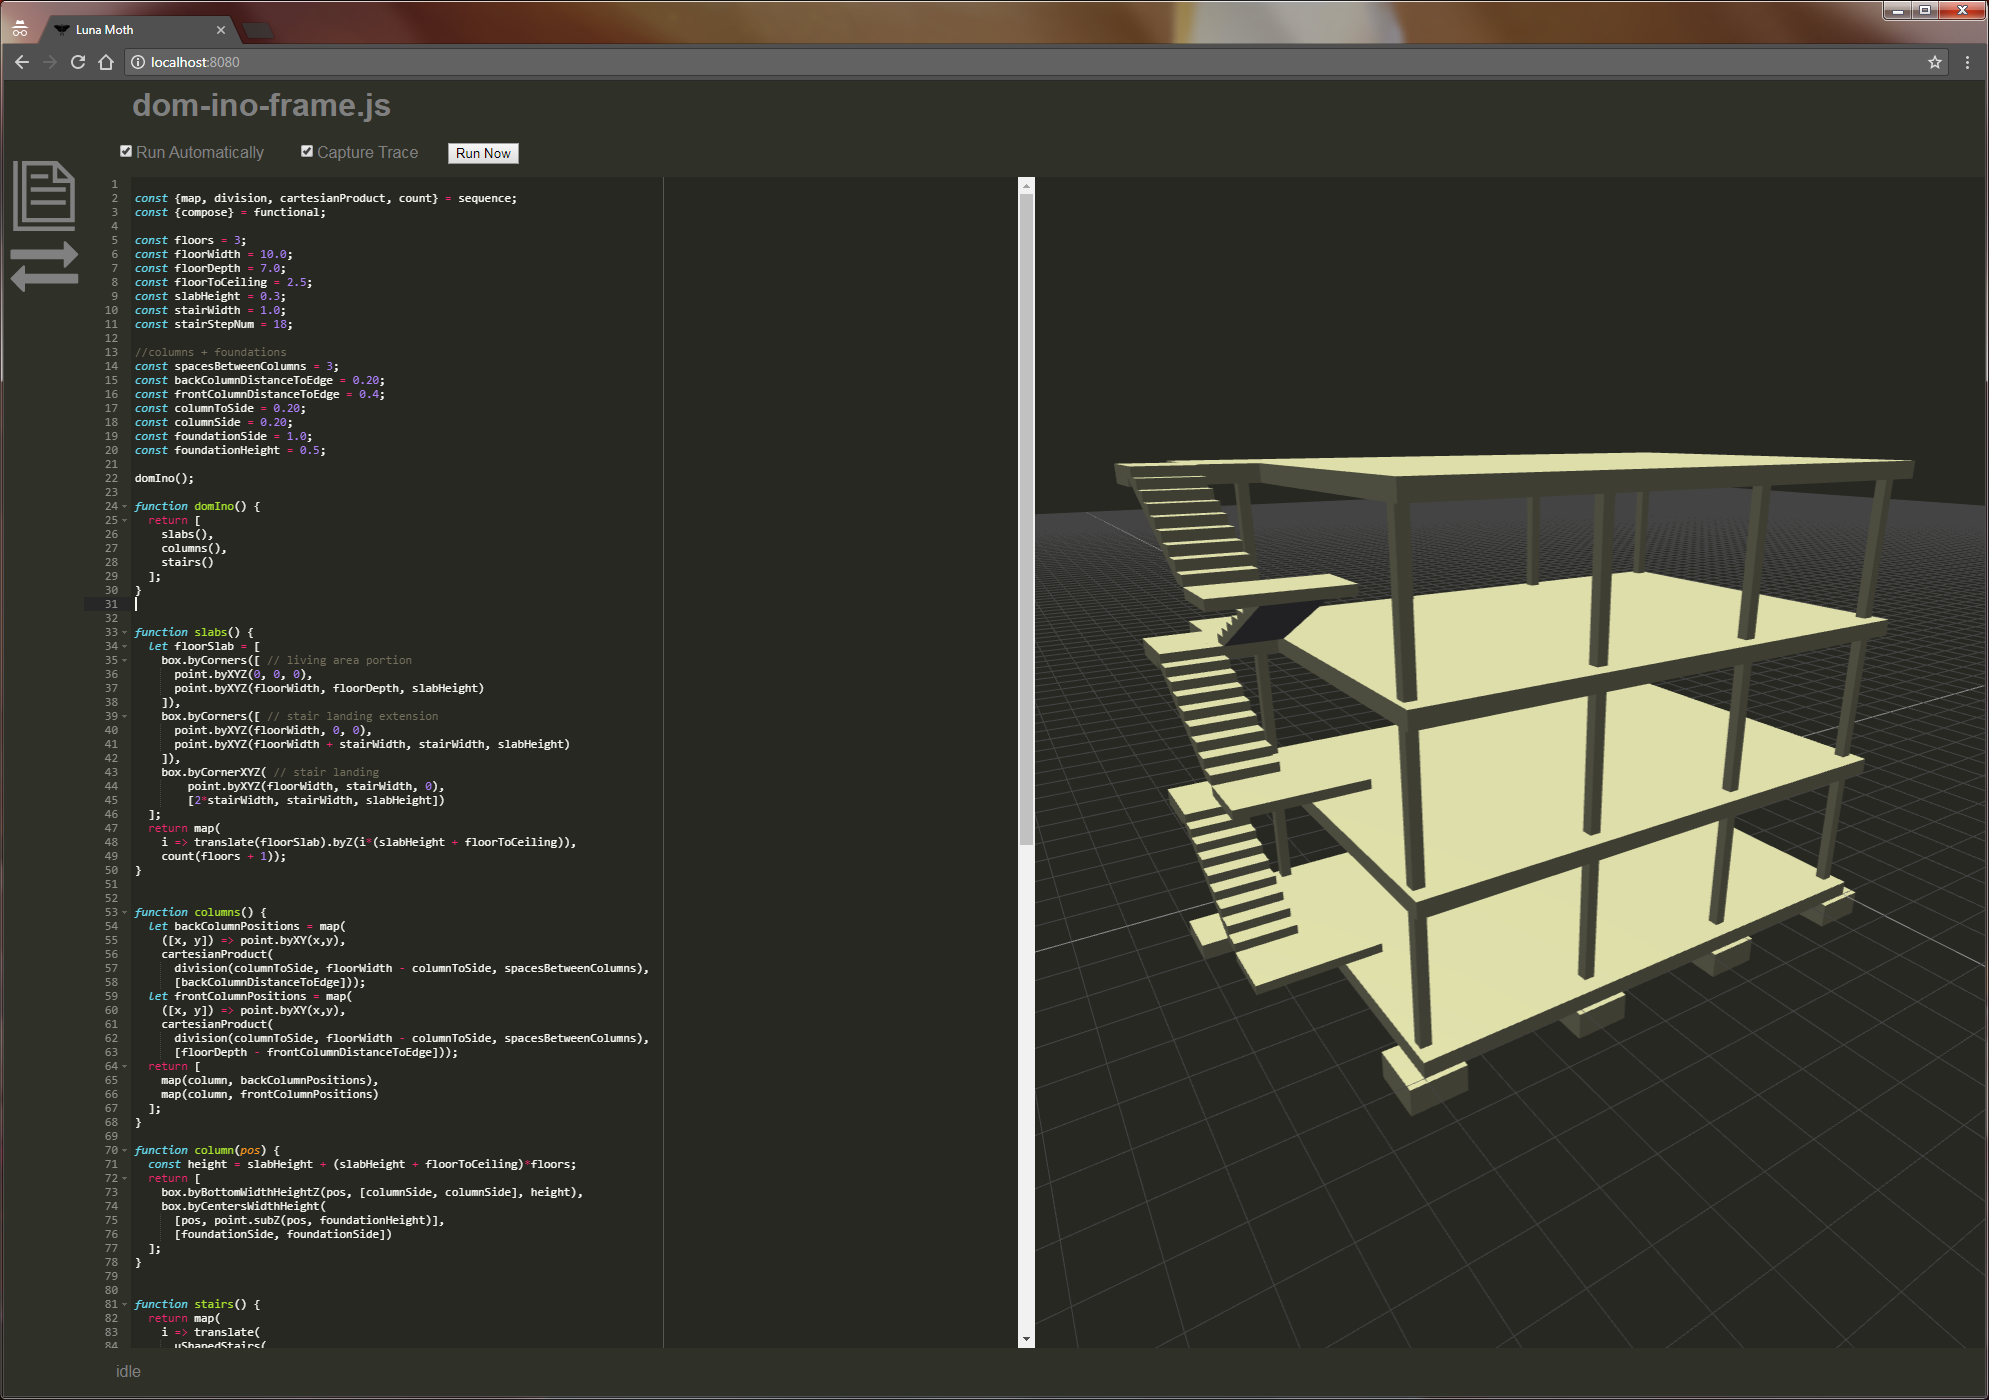 Luna Moth
localhost:8080
dom-ino-frame.js
Run Automatically Capture Trace Run Now
1
2 const {map, division, cartesianProduct, count} = sequence;
3 const {compose} = functional;
4
5 const floors = 3;
6 const floorWidth = 10.0;
7 const floorDepth = 7.0;
8 const floorToCeiling = 2.5;
9 const slabHeight = 0.3;
10 const stairWidth = 1.0;
11 const stairStepNum = 18;
12
13 //columns + foundations
14 const spacesBetweenColumns = 3;
15 const backColumnDistanceToEdge = 0.20;
16 const frontColumnDistanceToEdge = 0.4;
17 const columnToSide = 0.20;
18 const columnSide = 0.20;
19 const foundationSide = 1.0;
20 const foundationHeight = 0.5;
21
22 domIno();
23
24 function domIno() {
25   return [
26     slabs(),
27     columns(),
28     stairs()
29   ];
30 }
31
32
33 function slabs() {
34   let floorSlab = [
35     box.byCorners([ // living area portion
36       point.byXYZ(0, 0, 0),
37       point.byXYZ(floorWidth, floorDepth, slabHeight)
38     ]),
39     box.byCorners([ // stair landing extension
40       point.byXYZ(floorWidth, 0, 0),
41       point.byXYZ(floorWidth + stairWidth, stairWidth, slabHeight)
42     ]),
43     box.byCornerXYZ( // stair landing
44         point.byXYZ(floorWidth, stairWidth, 0),
45         [2*stairWidth, stairWidth, slabHeight])
46   ];
47   return map(
48     i => translate(floorSlab).byZ(i*(slabHeight + floorToCeiling)),
49     count(floors + 1));
50 }
51
52
53 function columns() {
54   let backColumnPositions = map(
55     ([x, y]) => point.byXY(x,y),
56     cartesianProduct(
57       division(columnToSide, floorWidth - columnToSide, spacesBetweenColumns),
58       [backColumnDistanceToEdge]));
59   let frontColumnPositions = map(
60     ([x, y]) => point.byXY(x,y),
61     cartesianProduct(
62       division(columnToSide, floorWidth - columnToSide, spacesBetweenColumns),
63       [floorDepth - frontColumnDistanceToEdge]));
64   return [
65     map(column, backColumnPositions),
66     map(column, frontColumnPositions)
67   ];
68 }
69
70 function column(pos) {
71   const height = slabHeight + (slabHeight + floorToCeiling)*floors;
72   return [
73     box.byBottomWidthHeightZ(pos, [columnSide, columnSide], height),
74     box.byCentersWidthHeight(
75       [pos, point.subZ(pos, foundationHeight)],
76       [foundationSide, foundationSide])
77   ];
78 }
79
80
81 function stairs() {
82   return map(
83     i => translate(
84       uShapedStairs(
idle